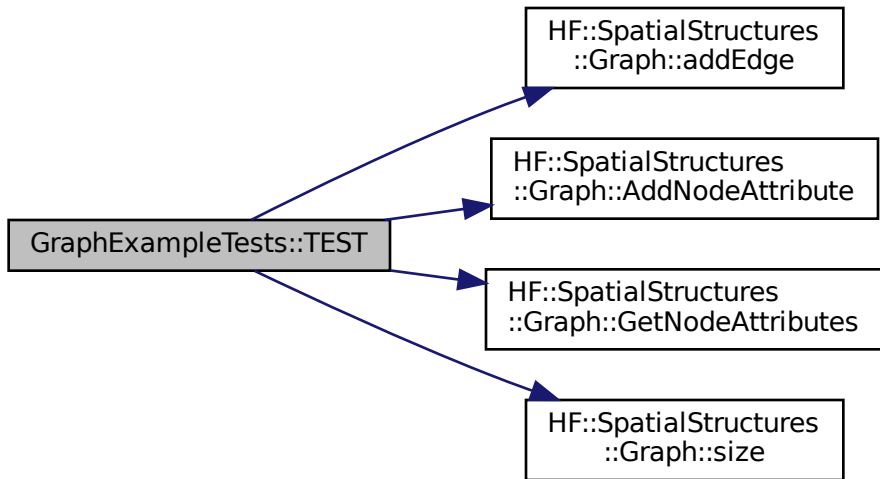 HF::SpatialStructures
::Graph::addEdge
HF::SpatialStructures
::Graph::AddNodeAttribute
GraphExampleTests::TEST
HF::SpatialStructures
::Graph::GetNodeAttributes
HF::SpatialStructures
::Graph::size